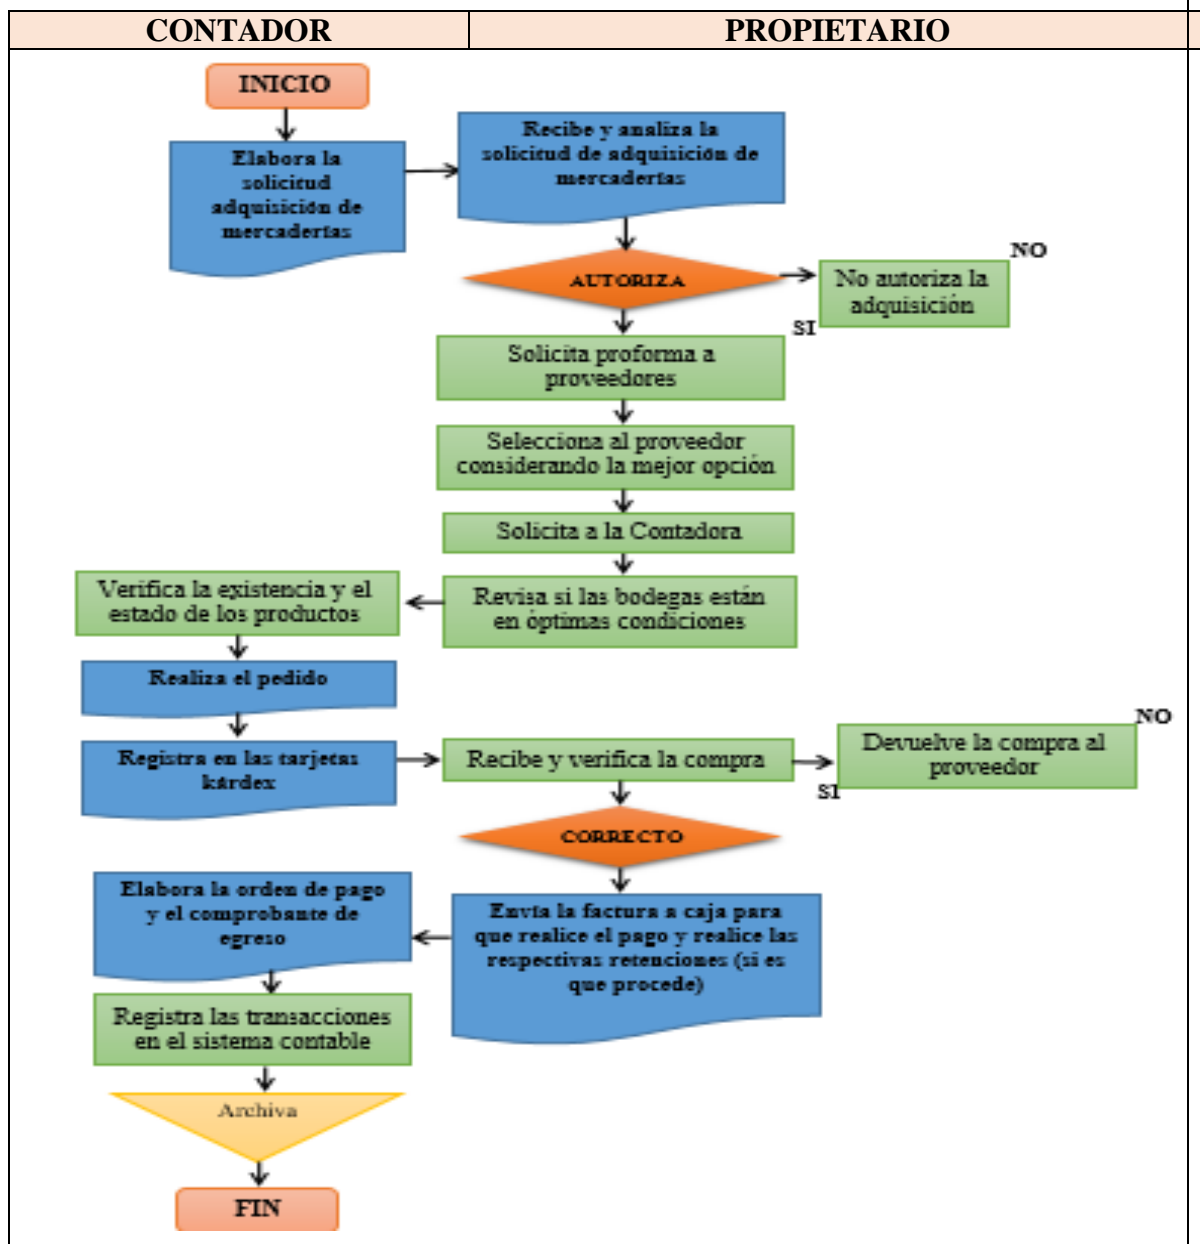 CONTADOR
PROPIETARIO
INICIO
Elabora la
solicitud
adquisición de
mercaderías
Recibe y analiza la
solicitud de adquisición de
mercaderías
AUTORIZA
NO
No autoriza la
adquisición
SI
Solicita proforma a
proveedores
Selecciona al proveedor
considerando la mejor opción
Solicita a la Contadora
Revisa si las bodegas están
en óptimas condiciones
Verifica la existencia y el
estado de los productos
Realiza el pedido
Registra en las tarjetas
kárdex
Recibe y verifica la compra
NO
Devuelve la compra al
proveedor
SI
CORRECTO
Envía la factura a caja para
que realice el pago y realice las
respectivas retenciones (si es
que procede)
Elabora la orden de pago
y el comprobante de
egreso
Registra las transacciones
en el sistema contable
Archiva
FIN